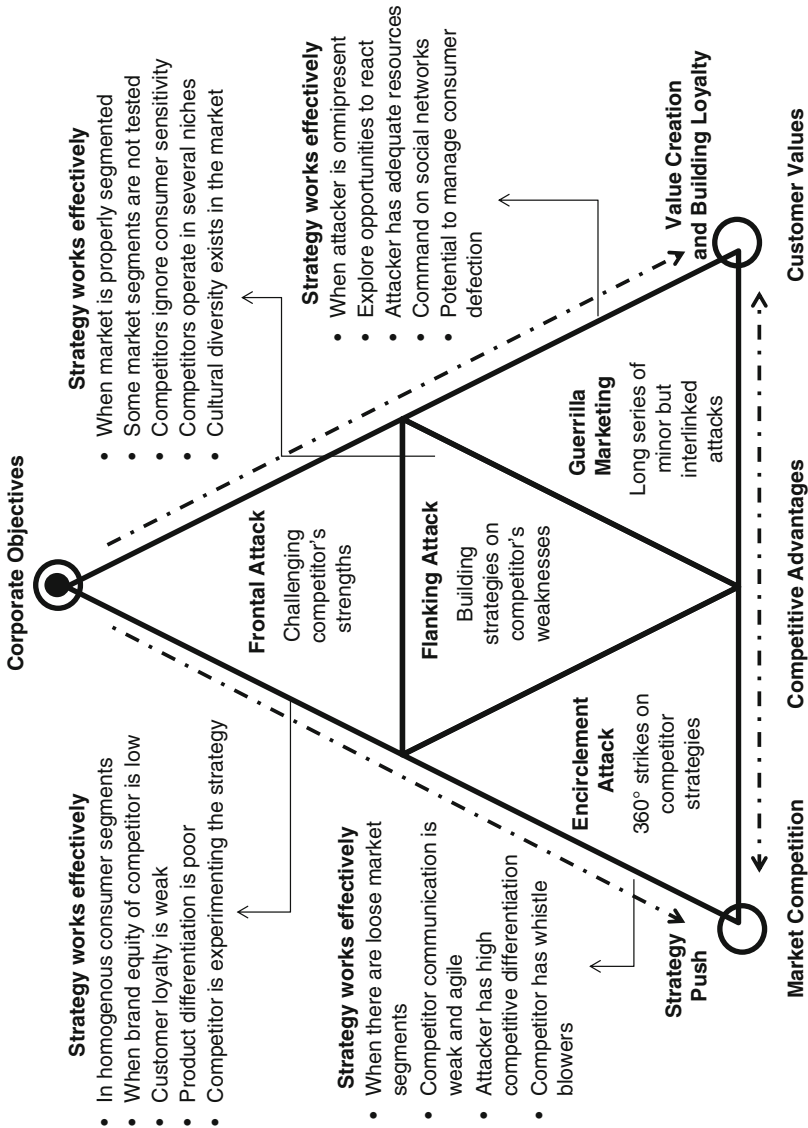 Corporate Objectives
Strategy works effectively
• In homogenous consumer segments
• When brand equity of competitor is low
• Customer loyalty is weak
• Product differentiation is poor
• Competitor is experimenting the strategy
Strategy works effectively
• When market is properly segmented
• Some market segments are not tested
• Competitors ignore consumer sensitivity
• Competitors operate in several niches
• Cultural diversity exists in the market
Frontal Attack
Challenging
competitor's
strengths
Strategy works effectively
• When there are loose market
segments
• Competitor communication is
weak and agile
• Attacker has high
competitive differentiation
• Competitor has whistle
blowers
Flanking Attack
Building
strategies on
competitor's
weaknesses
Strategy works effectively
• When attacker is omnipresent
• Explore opportunities to react
• Attacker has adequate resources
• Command on social networks
• Potential to manage consumer
defection
Encirclement
Attack
360° strikes on
competitor
strategies
Guerrilla
Marketing
Long series of
minor but
interlinked
attacks
Strategy
Push
Value Creation
and Building Loyalty
Market Competition
Competitive Advantages
Customer Values